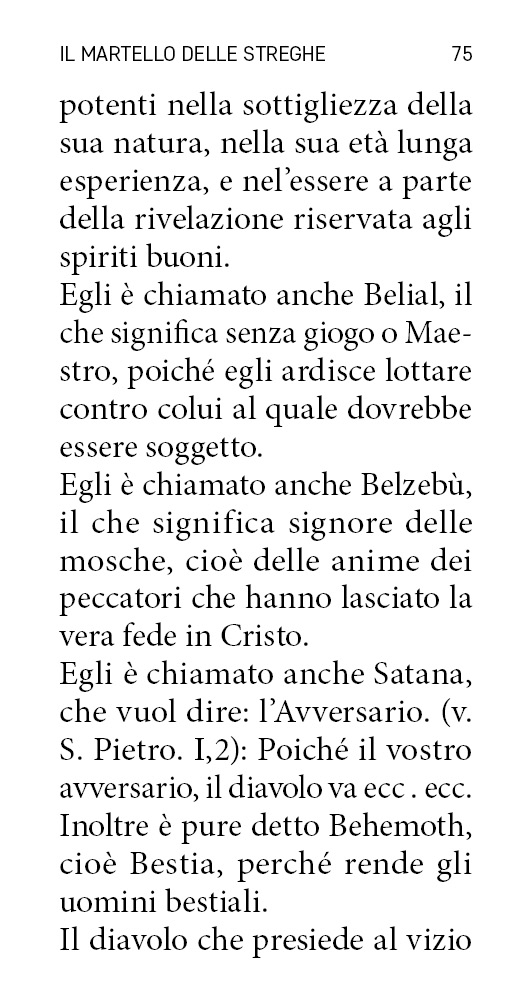 IL MARTELLO DELLE STREGHE 75
potenti nella sottigliezza della
sua natura, nella sua età lunga
esperienza, e nel’essere a parte
della rivelazione riservata agli
spiriti buoni.
Egli è chiamato anche Belial, il
che significa senza giogo o Mae-
stro, poiché egli ardisce lottare
contro colui al quale dovrebbe
essere soggetto.
Egli è chiamato anche Belzebù,
il che significa signore delle
mosche, cioè delle anime dei
peccatori che hanno lasciato la
vera fede in Cristo.
Egli è chiamato anche Satana,
che vuol dire: l’Avversario. (v.
S. Pietro. I,2): Poiché il vostro
avversario, il diavolo va ecc . ecc.
Inoltre è pure detto Behemoth,
cioè Bestia, perché rende gli
uomini bestiali.
Il diavolo che presiede al vizio